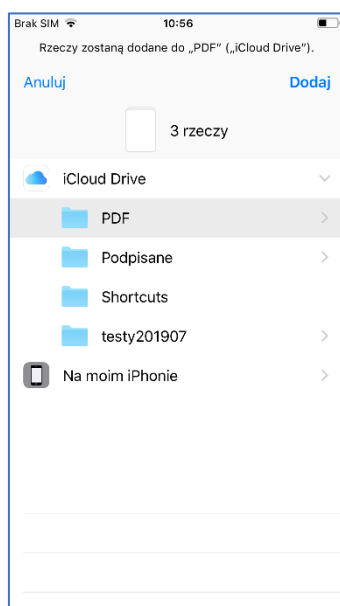 Brak SIM 10:56
Rzeczy zostaną dodane do „PDF” („iCloud Drive”).
Anuluj Dodaj
3 rzeczy
iCloud Drive
PDF
Podpisane
Shortcuts
testy201907
Na moim iPhonie